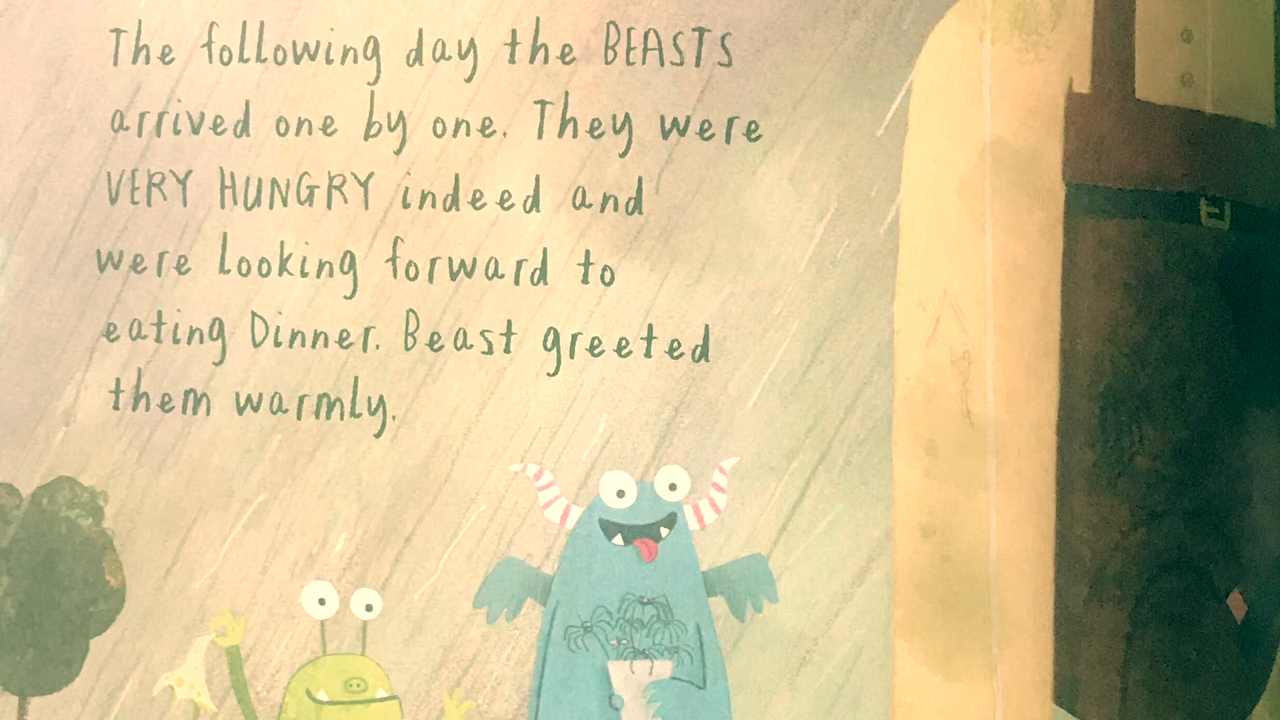 The following day the BEASTS
arrived one by one. They were
VERY HUNGRY indeed and
were looking forward to
eating Dinner. Beast greeted
them warmly.